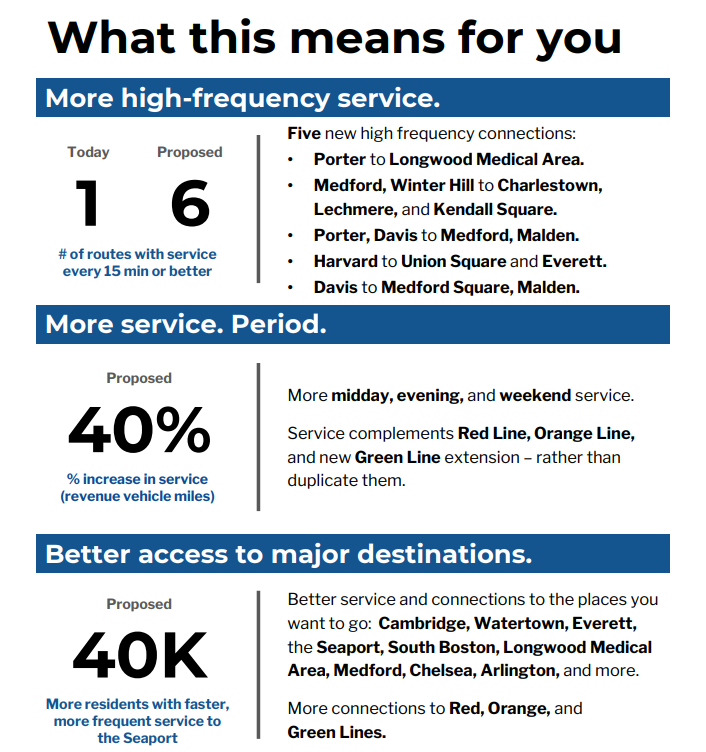 What this means for you
More high-frequency service.
Today
Proposed
1
6
# of routes with service
every 15 min or better
Five new high frequency connections:
• Porter to Longwood Medical Area.
• Medford, Winter Hill to Charlestown,
Lechmere, and Kendall Square.
• Porter, Davis to Medford, Malden.
• Harvard to Union Square and Everett.
• Davis to Medford Square, Malden.
More service. Period.
Proposed
40%
% increase in service
(revenue vehicle miles)
More midday, evening, and weekend service.
Service complements Red Line, Orange Line,
and new Green Line extension – rather than
duplicate them.
Better access to major destinations.
Proposed
40K
More residents with faster,
more frequent service to
the Seaport
Better service and connections to the places you
want to go: Cambridge, Watertown, Everett,
the Seaport, South Boston, Longwood Medical
Area, Medford, Chelsea, Arlington, and more.
More connections to Red, Orange, and
Green Lines.